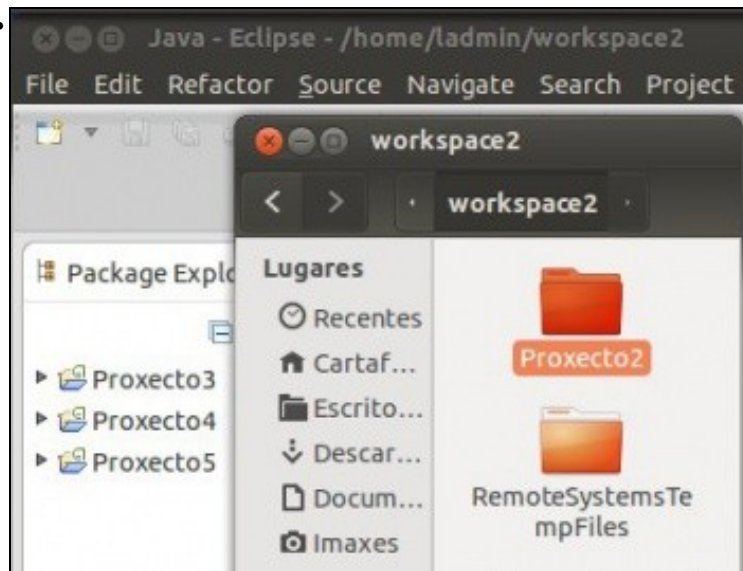 Java - Eclipse - /home/ladmin/workspace2
File Edit Refactor Source Navigate Search Project
workspace2
workspace2
Package Explo
Proxecto3
Proxecto4
Proxecto5
Lugares
Recentes
Cartaf...
Escrito...
Descar...
Docum...
Imaxes
Proxecto2
RemoteSystemsTe
mpFiles